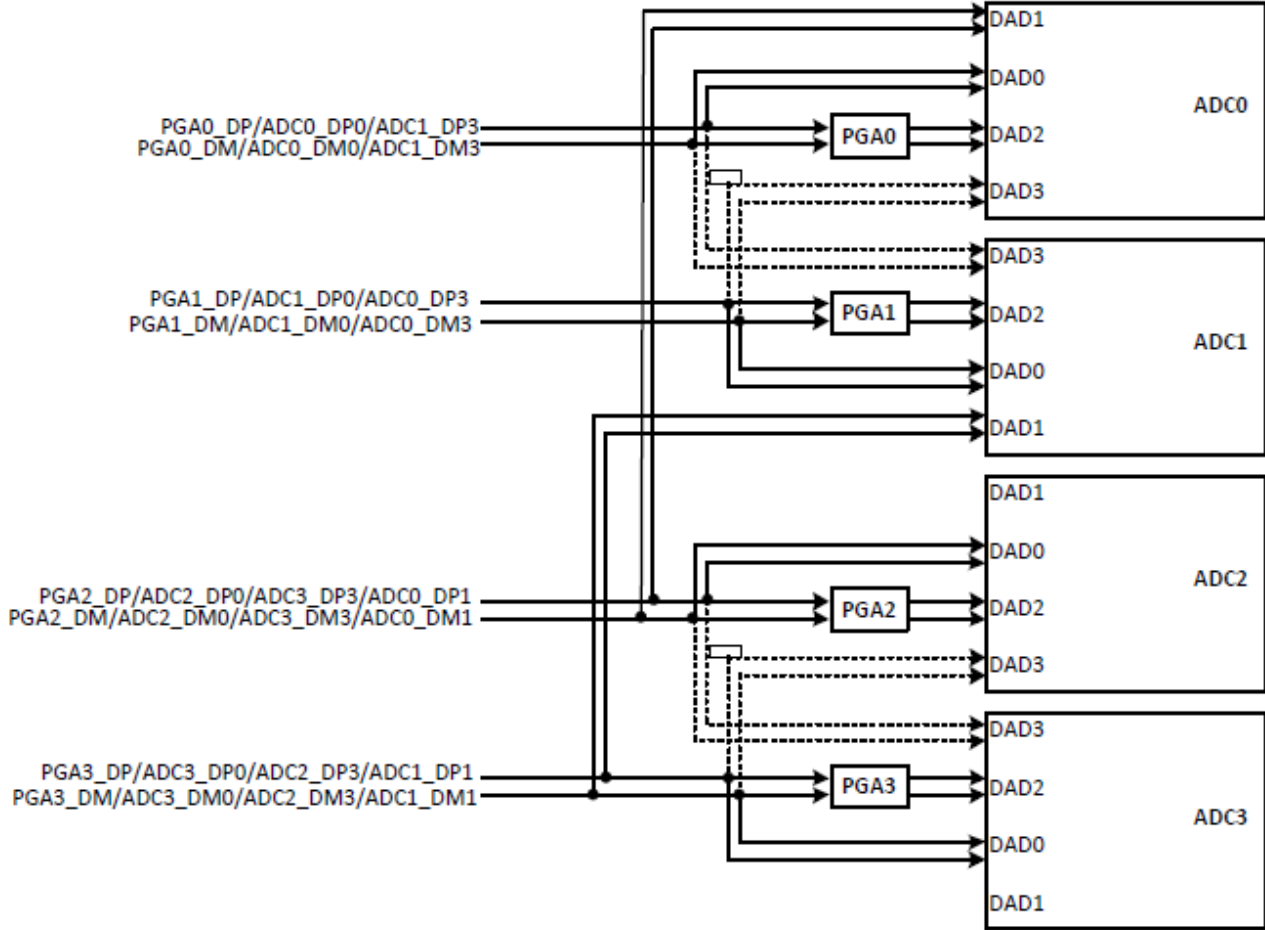 DAD1
DAD0
ADC0
PGA0_DP/ADC0_DP0/ADC1_DP3
PGA0_DM/ADC0_DM0/ADC1_DM3
PGA0
DAD2
DAD3
DAD3
PGA1_DP/ADC1_DP0/ADC0_DP3
PGA1_DM/ADC1_DM0/ADC0_DM3
PGA1
DAD2
ADC1
DAD0
DAD1
DAD1
DAD0
ADC2
PGA2_DP/ADC2_DP0/ADC3_DP3/ADC0_DP1
PGA2_DM/ADC2_DM0/ADC3_DM3/ADC0_DM1
PGA2
DAD2
DAD3
DAD3
PGA3_DP/ADC3_DP0/ADC2_DP3/ADC1_DP1
PGA3_DM/ADC3_DM0/ADC2_DM3/ADC1_DM1
PGA3
DAD2
ADC3
DAD0
DAD1